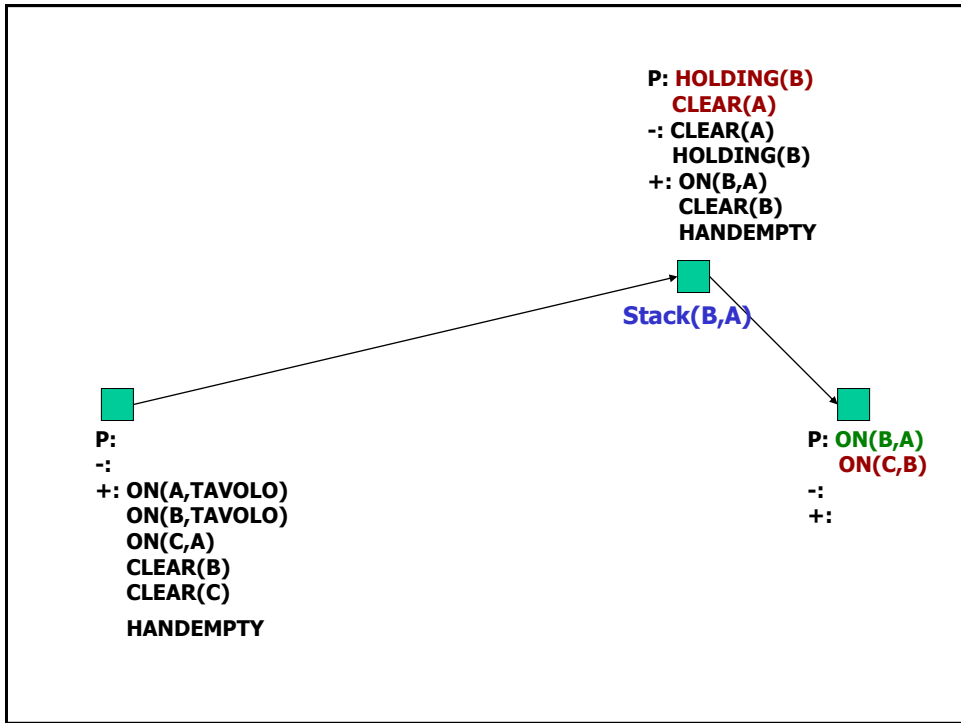 P: HOLDING(B)
CLEAR(A)
-: CLEAR(A)
HOLDING(B)
+: ON(B,A)
CLEAR(B)
HANDEMPTY
Stack(B,A)
P:
-:
+: ON(A,TAVOLO)
ON(B,TAVOLO)
ON(C,A)
CLEAR(B)
CLEAR(C)
HANDEMPTY
P: ON(B,A)
ON(C,B)
-:
+: